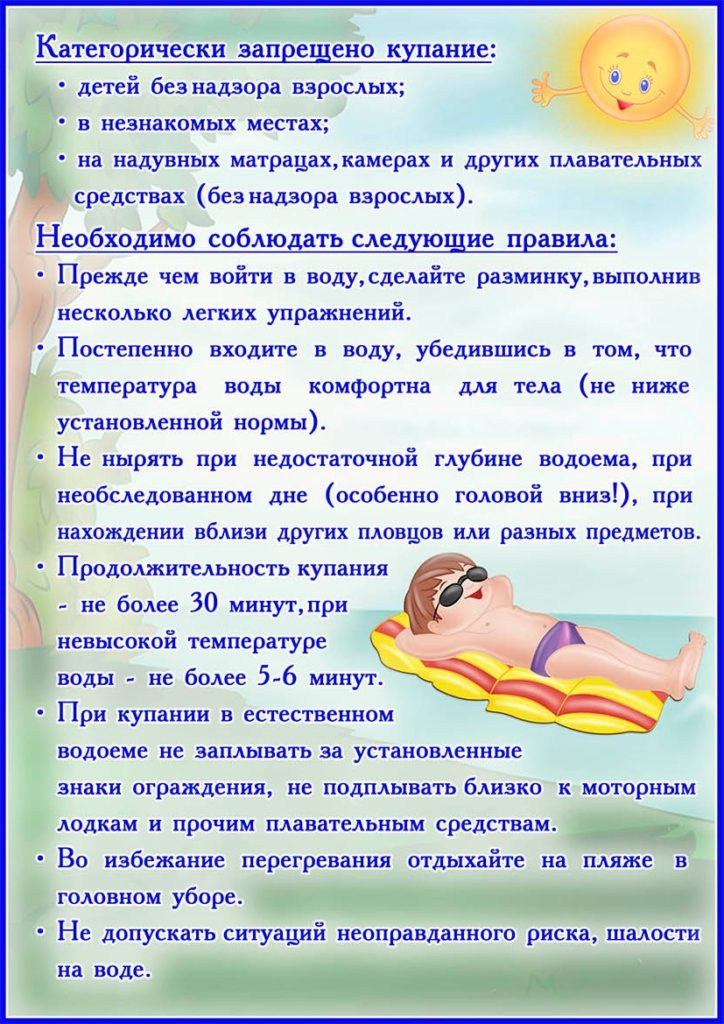 Категорически запрещено купание:
• детей без надзора взрослых;
• в незнакомых местах;
• на надувных матрацах, камерах и других плавательных
средствах (без надзора взрослых).
Необходимо соблюдать следующие правила:
• Прежде чем войти в воду, сделайте разминку, выполнив
несколько легких упражнений.
• Постепенно входите в воду, убедившись в том, что
температура воды комфортна для тела (не ниже
установленной нормы).
• Не нырять при недостаточной глубине водоема, при
необследованном дне (особенно головой вниз!), при
нахождении вблизи других пловцов или разных предметов.
• Продолжительность купания
- не более 30 минут, при
невысокой температуре
воды - не более 5-6 минут.
• При купании в естественном
водоеме не заплывать за установленные
знаки ограждения, не подплывать близко к моторным
лодкам и прочим плавательным средствам.
• Во избежание перегревания отдыхайте на пляже в
головном уборе.
• Не допускать ситуаций неоправданного риска, шалости
на воде.